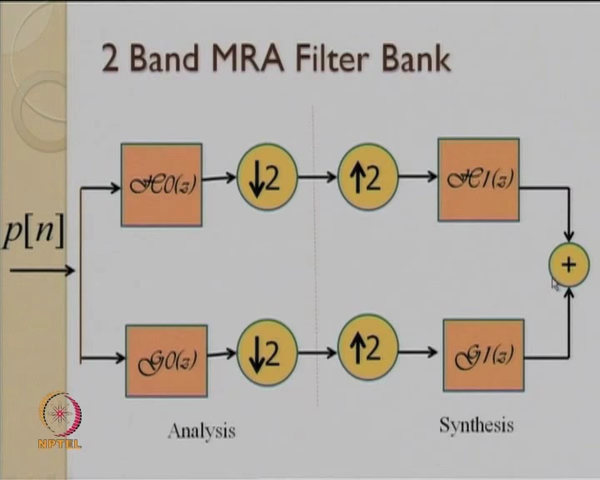 2 Band MRA Filter Bank
p[n]
H0(z)
↓2
↑2
H1(z)
+
G0(z)
↓2
↑2
G1(z)
Analysis
Synthesis
NPTEL